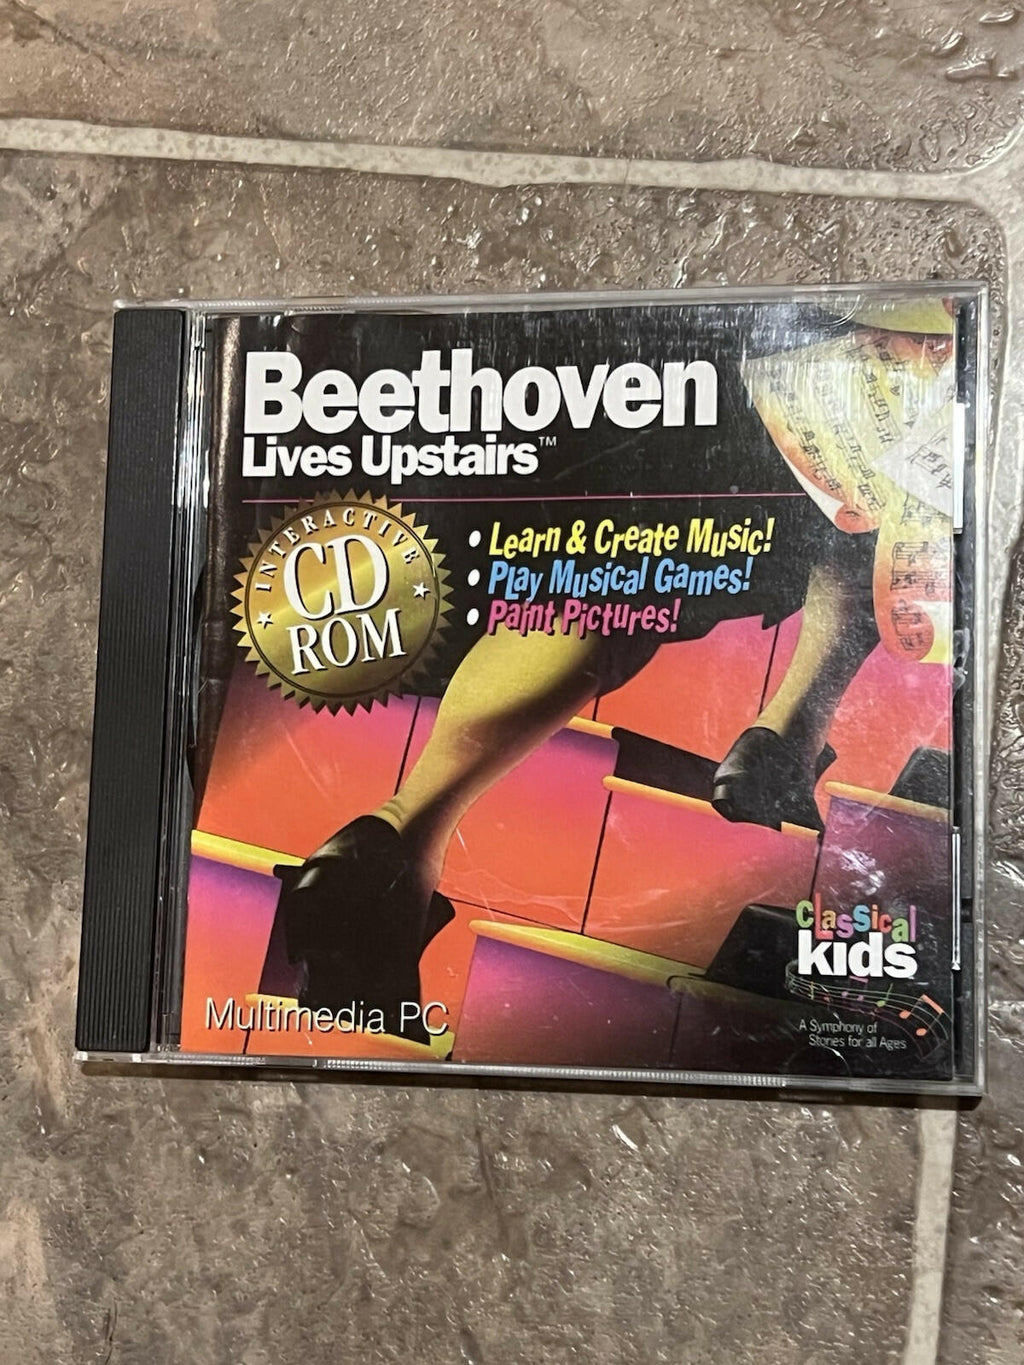 Beethoven
Lives Upstairs™
INTERACTIVE
CD
ROM
• Learn & Create Music!
• Play Musical Games!
• Paint Pictures!
classical
kids
A Symphony of
Stories for all Ages
Multimedia PC